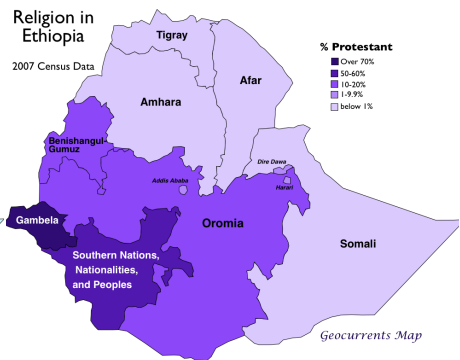 Religion in
Ethiopia
2007 Census Data
% Protestant
Over 70%
50-60%
10-20%
1-9.9%
below 1%
Tigray
Afar
Amhara
Benishangul-
Gumuz
Dire Dawa
Addis Ababa
Harari
Gambela
Oromia
Somali
Southern Nations,
Nationalities,
and Peoples
Geocurrents Map